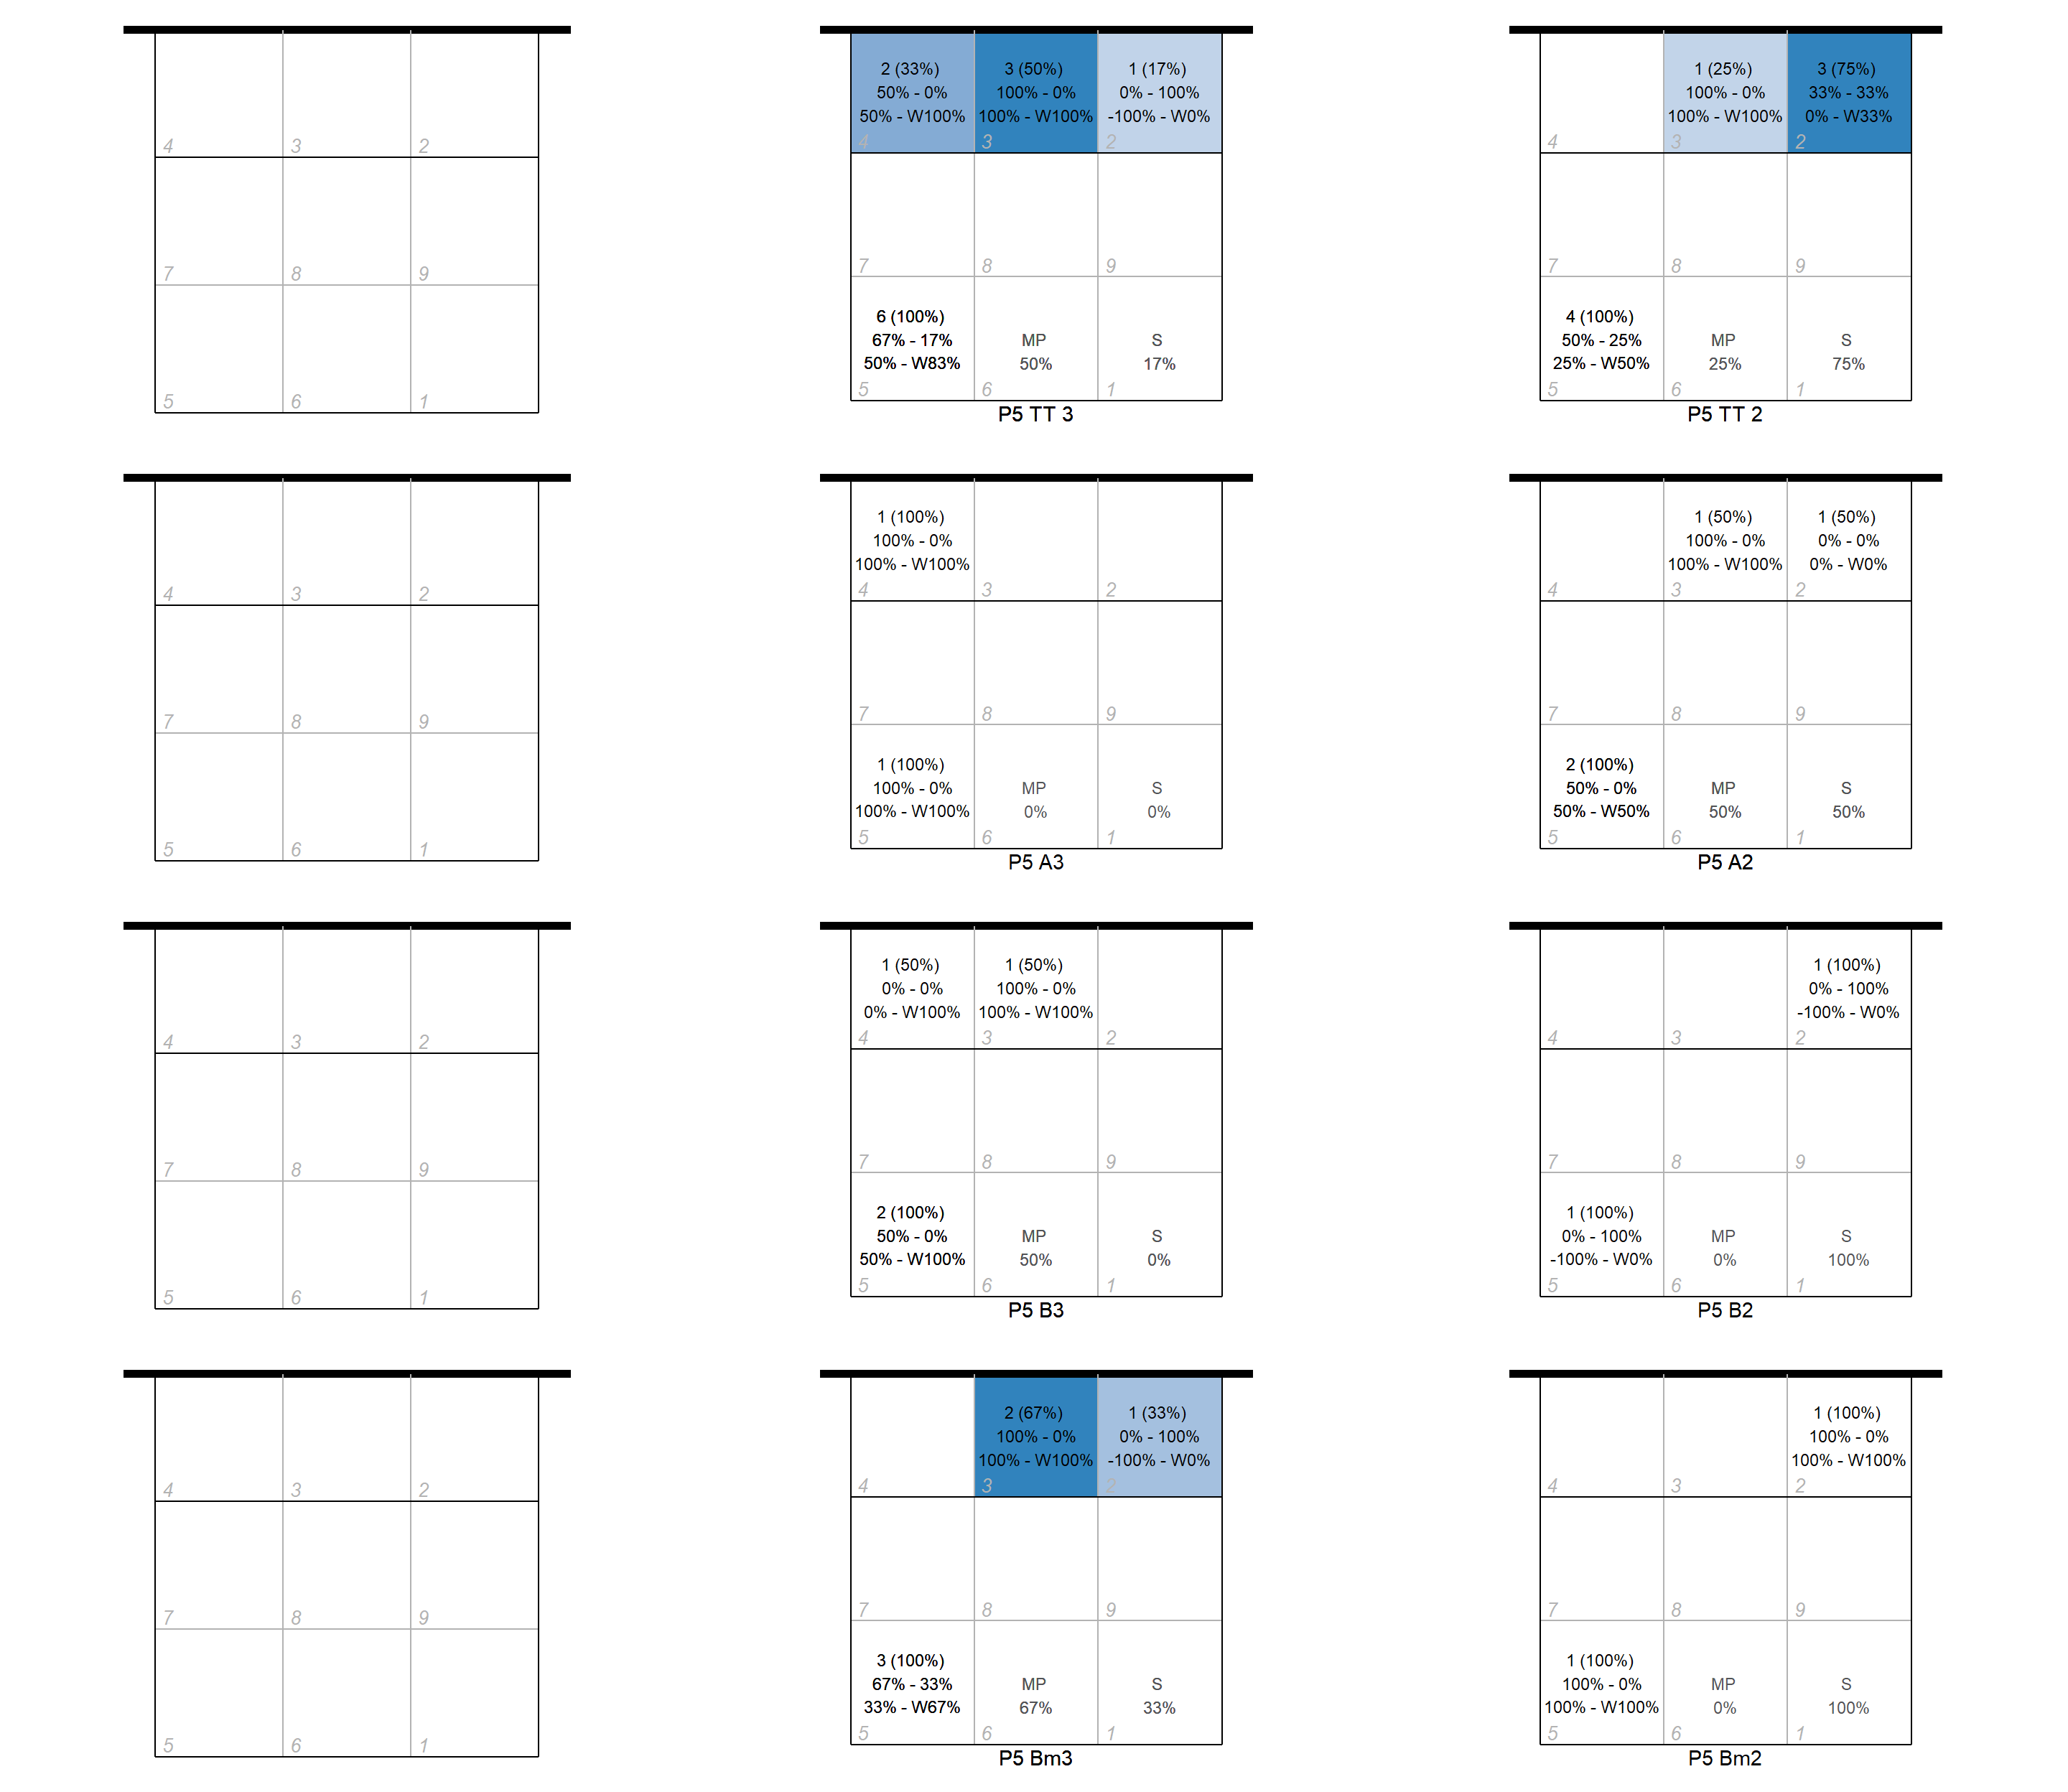 4 3 2
7 8 9
5 6 1
2 (33%) 3 (50%) 1 (17%)
50% - 0% 100% - 0% 0% - 100%
50% - W100% 100% - W100% -100% - W0%
4 3 2
7 8 9
6 (100%)
67% - 17% MP S
50% - W83% 50% 17%
5 6 1
P5 TT 3
1 (25%) 3 (75%)
100% - 0% 33% - 33%
100% - W100% 0% - W33%
4 3 2
7 8 9
4 (100%)
50% - 25% MP S
25% - W50% 25% 75%
5 6 1
P5 TT 2
4 3 2
7 8 9
5 6 1
1 (100%)
100% - 0%
100% - W100%
4 3 2
7 8 9
1 (100%)
100% - 0% MP S
100% - W100% 0% 0%
5 6 1
P5 A3
1 (50%) 1 (50%)
100% - 0% 0% - 0%
100% - W100% 0% - W0%
4 3 2
7 8 9
2 (100%)
50% - 0% MP S
50% - W50% 50% 50%
5 6 1
P5 A2
4 3 2
7 8 9
5 6 1
1 (50%) 1 (50%)
0% - 0% 100% - 0%
0% - W100% 100% - W100%
4 3 2
7 8 9
2 (100%)
50% - 0% MP S
50% - W100% 50% 0%
5 6 1
P5 B3
1 (100%)
0% - 100%
-100% - W0%
4 3 2
7 8 9
1 (100%)
0% - 100% MP S
-100% - W0% 0% 100%
5 6 1
P5 B2
4 3 2
7 8 9
5 6 1
2 (67%) 1 (33%)
100% - 0% 0% - 100%
100% - W100% -100% - W0%
4 3 2
7 8 9
3 (100%)
67% - 33% MP S
33% - W67% 67% 33%
5 6 1
P5 Bm3
1 (100%)
100% - 0%
100% - W100%
4 3 2
7 8 9
1 (100%)
100% - 0% MP S
100% - W100% 0% 100%
5 6 1
P5 Bm2